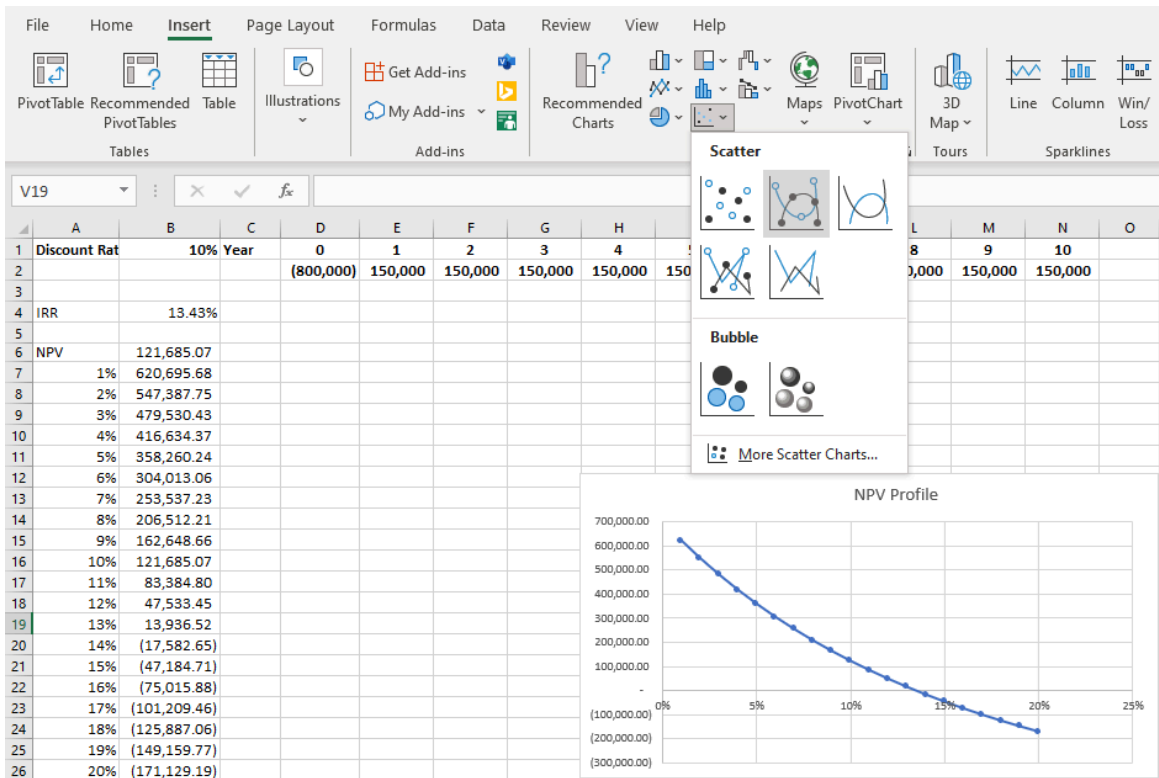 File Home Insert Page Layout Formulas Data Review View Help
PivotTable Recommended PivotTables Table
Tables
Illustrations
Get Add-ins
My Add-ins
Add-ins
Recommended Charts
Maps PivotChart
3D Map
Tours
Line Column Win/ Loss
Sparklines
V19 fx
Scatter
Bubble
More Scatter Charts...
A B C D E F G H L M N O
1 Discount Rat 10% Year 0 1 2 3 4 8 9 10
2 (800,000) 150,000 150,000 150,000 150,000 150 0,000 150,000 150,000
3
4 IRR 13.43%
5
6 NPV 121,685.07
7 1% 620,695.68
8 2% 547,387.75
9 3% 479,530.43
10 4% 416,634.37
11 5% 358,260.24
12 6% 304,013.06
13 7% 253,537.23
14 8% 206,512.21
15 9% 162,648.66
16 10% 121,685.07
17 11% 83,384.80
18 12% 47,533.45
19 13% 13,936.52
20 14% (17,582.65)
21 15% (47,184.71)
22 16% (75,015.88)
23 17% (101,209.46)
24 18% (125,887.06)
25 19% (149,159.77)
26 20% (171,129.19)
NPV Profile
700,000.00
600,000.00
500,000.00
400,000.00
300,000.00
200,000.00
100,000.00
-
0% 5% 10% 15% 20% 25%
(100,000.00)
(200,000.00)
(300,000.00)